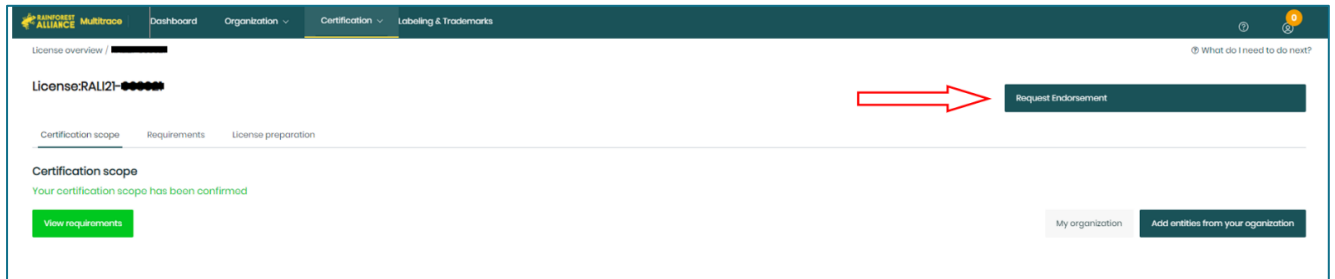 RAINFOREST ALLIANCE Multitrace Dashboard Organization Certification Labeling & Trademarks 0
License overview / What do I need to do next?
License:RALI21-
Request Endorsement
Certification scope Requirements License preparation
Certification scope
Your certification scope has been confirmed
View requirements My organization Add entities from your oganization